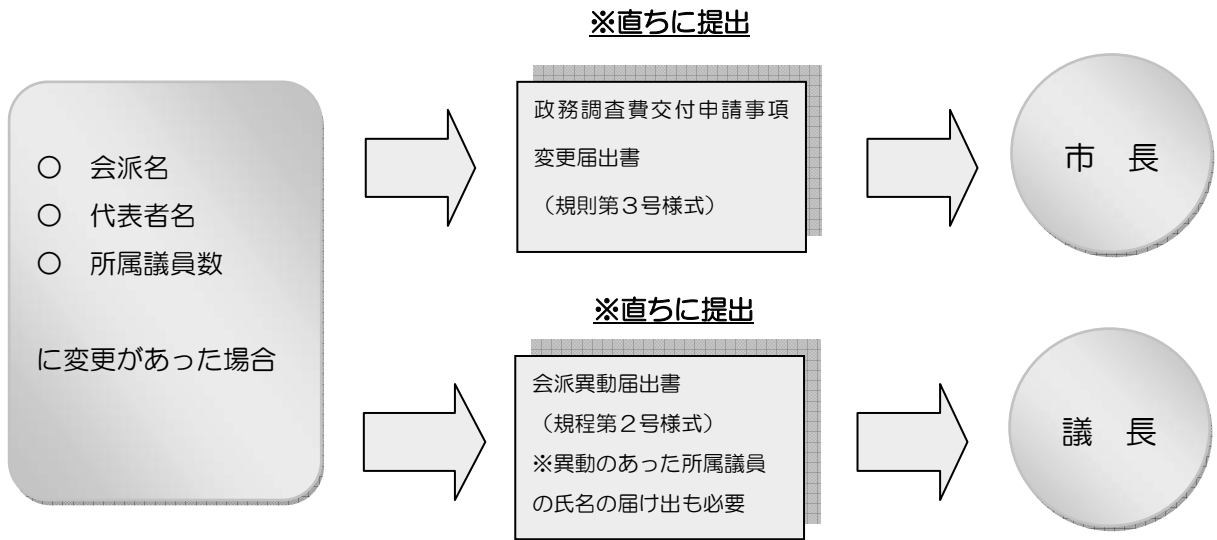 ○　会派名
○　代表者名
○　所属議員数
に変更があった場合
※直ちに提出
政務調査費交付申請事項
変更届出書
（規則第３号様式）
市　長
※直ちに提出
会派異動届出書
（規程第２号様式）
※異動のあった所属議員
の氏名の届け出も必要
議　長